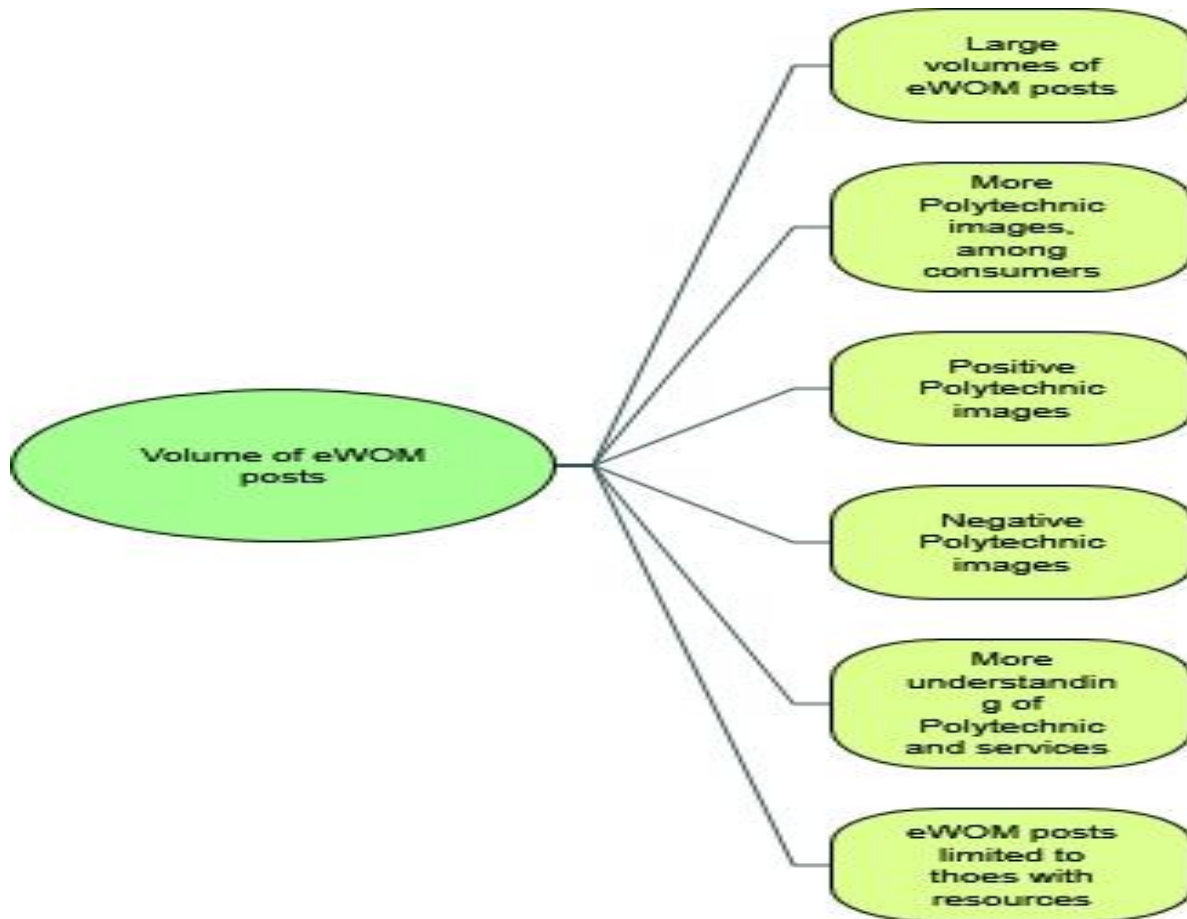 Large
volumes of
eWOM posts
More
Polytechnic
images,
among
consumers
Positive
Polytechnic
images
Volume of eWOM
posts
Negative
Polytechnic
images
More
understandin
g of
Polytechnic
and services
eWOM posts
limited to
thoes with
resources